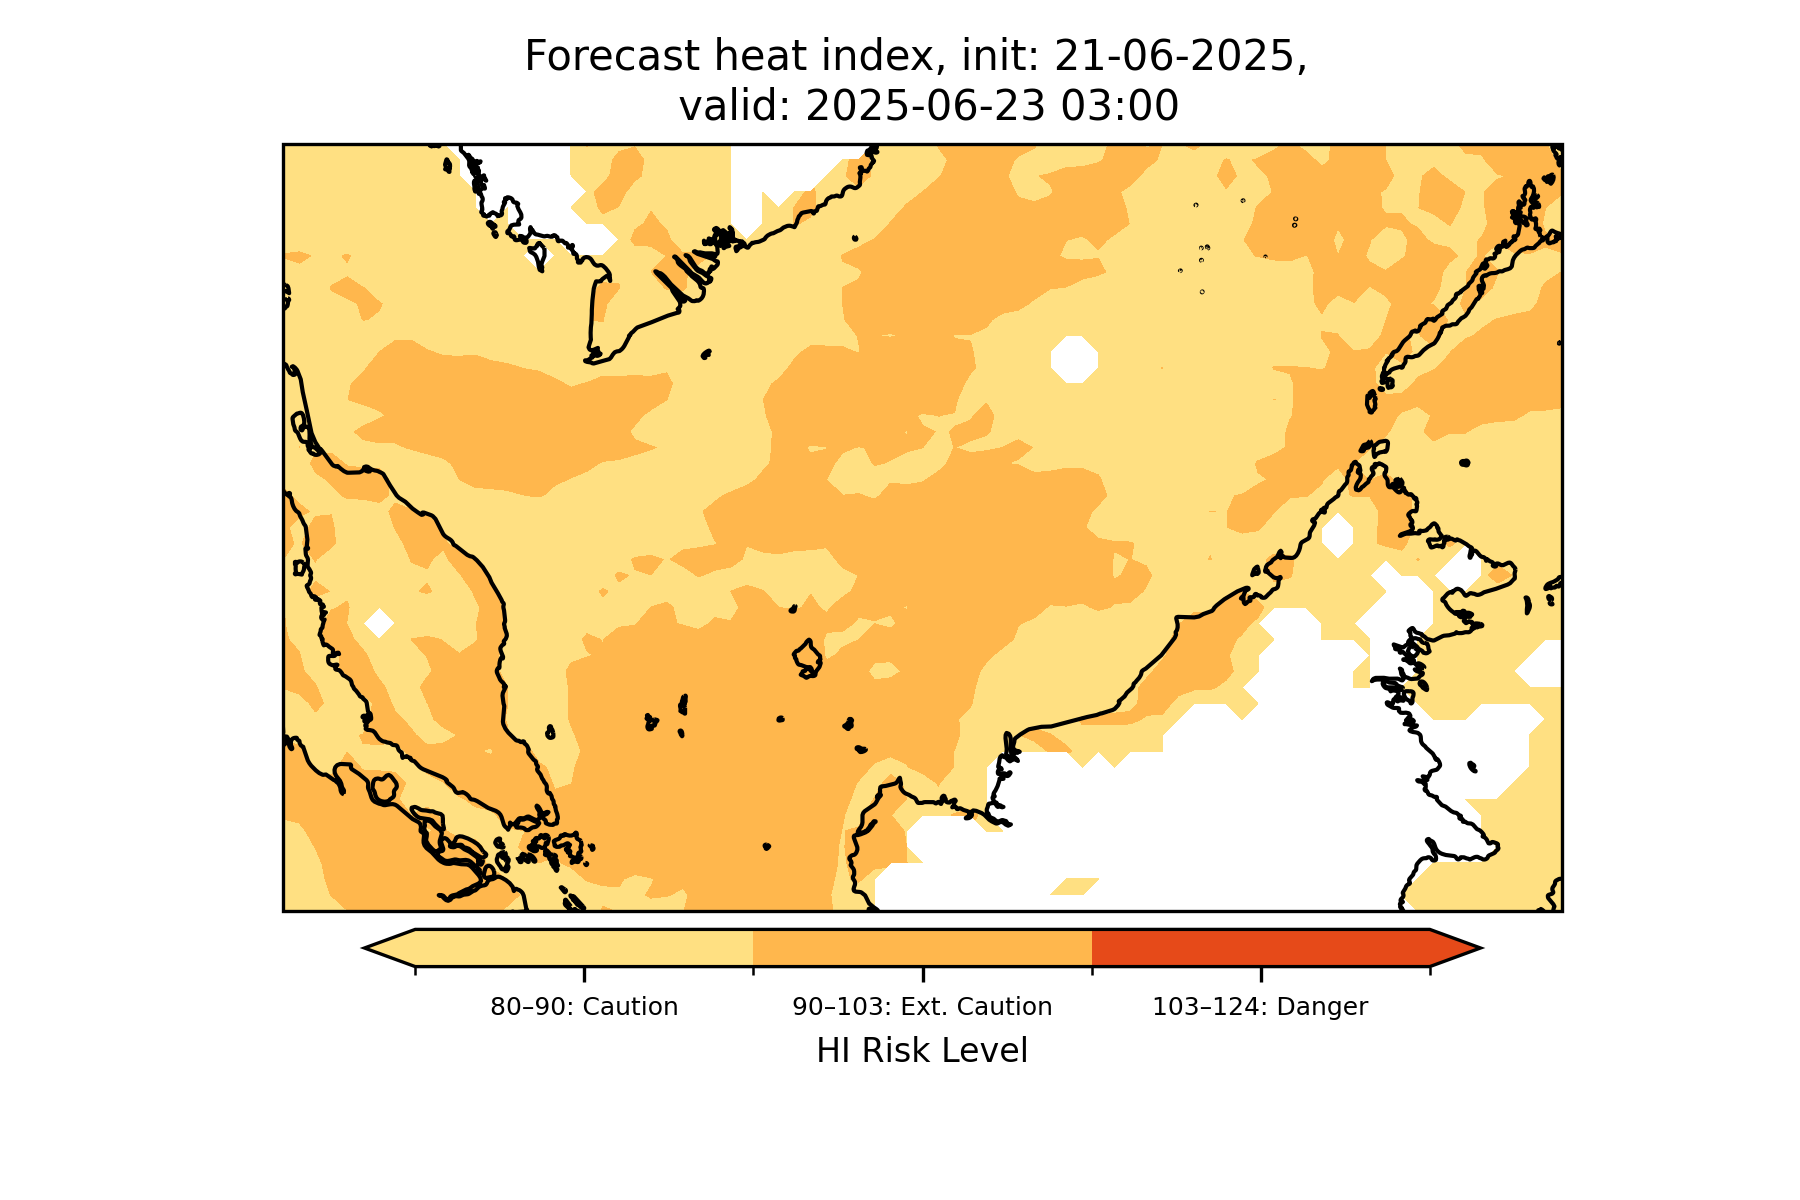 Forecast heat index, init: 21-06-2025,
valid: 2025-06-23 03:00
80–90: Caution
90–103: Ext. Caution
103–124: Danger
HI Risk Level